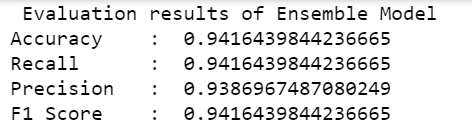 Evaluation results of Ensemble Model
Accuracy : 0.9416439844236665
Recall : 0.9416439844236665
Precision : 0.9386967487080249
F1 Score : 0.9416439844236665